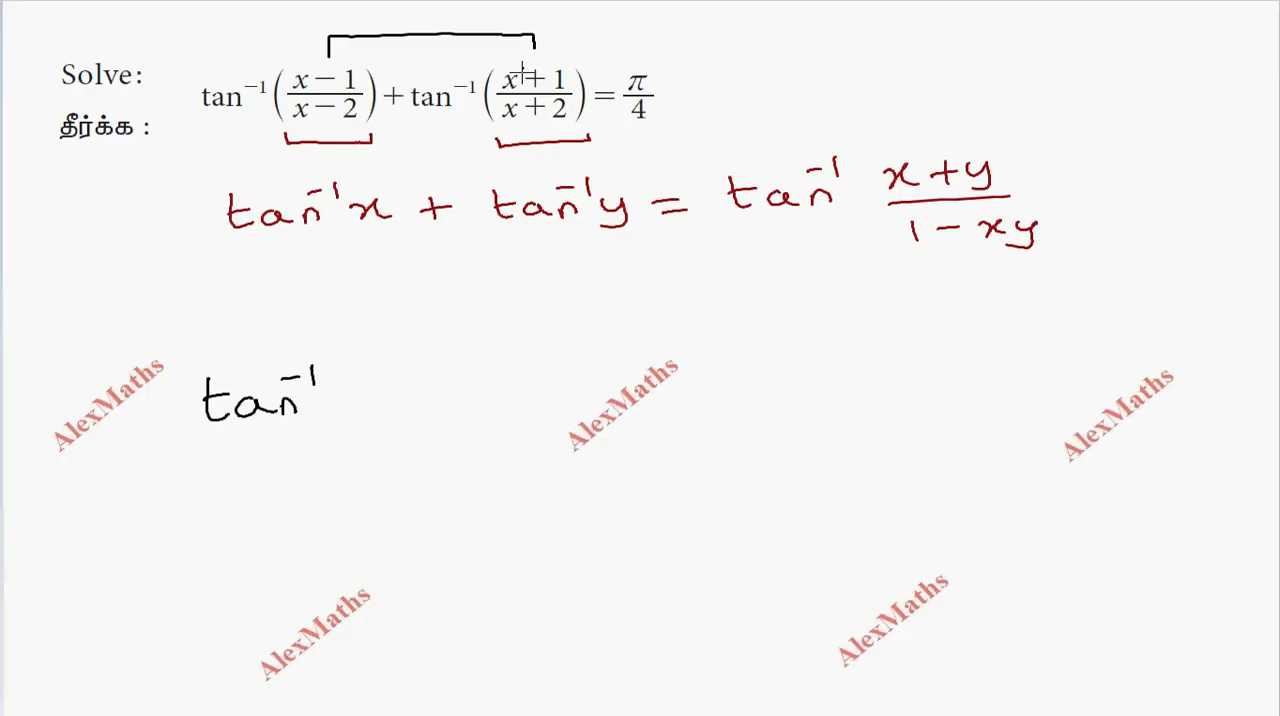 Solve: tan⁻¹((x − 1)/(x − 2)) + tan⁻¹((x + 1)/(x + 2)) = π/4
தீர்க்க :
tan⁻¹x + tan⁻¹y = tan⁻¹ (x+y)/(1 − xy)
AlexMaths AlexMaths AlexMaths
tan⁻¹
AlexMaths AlexMaths